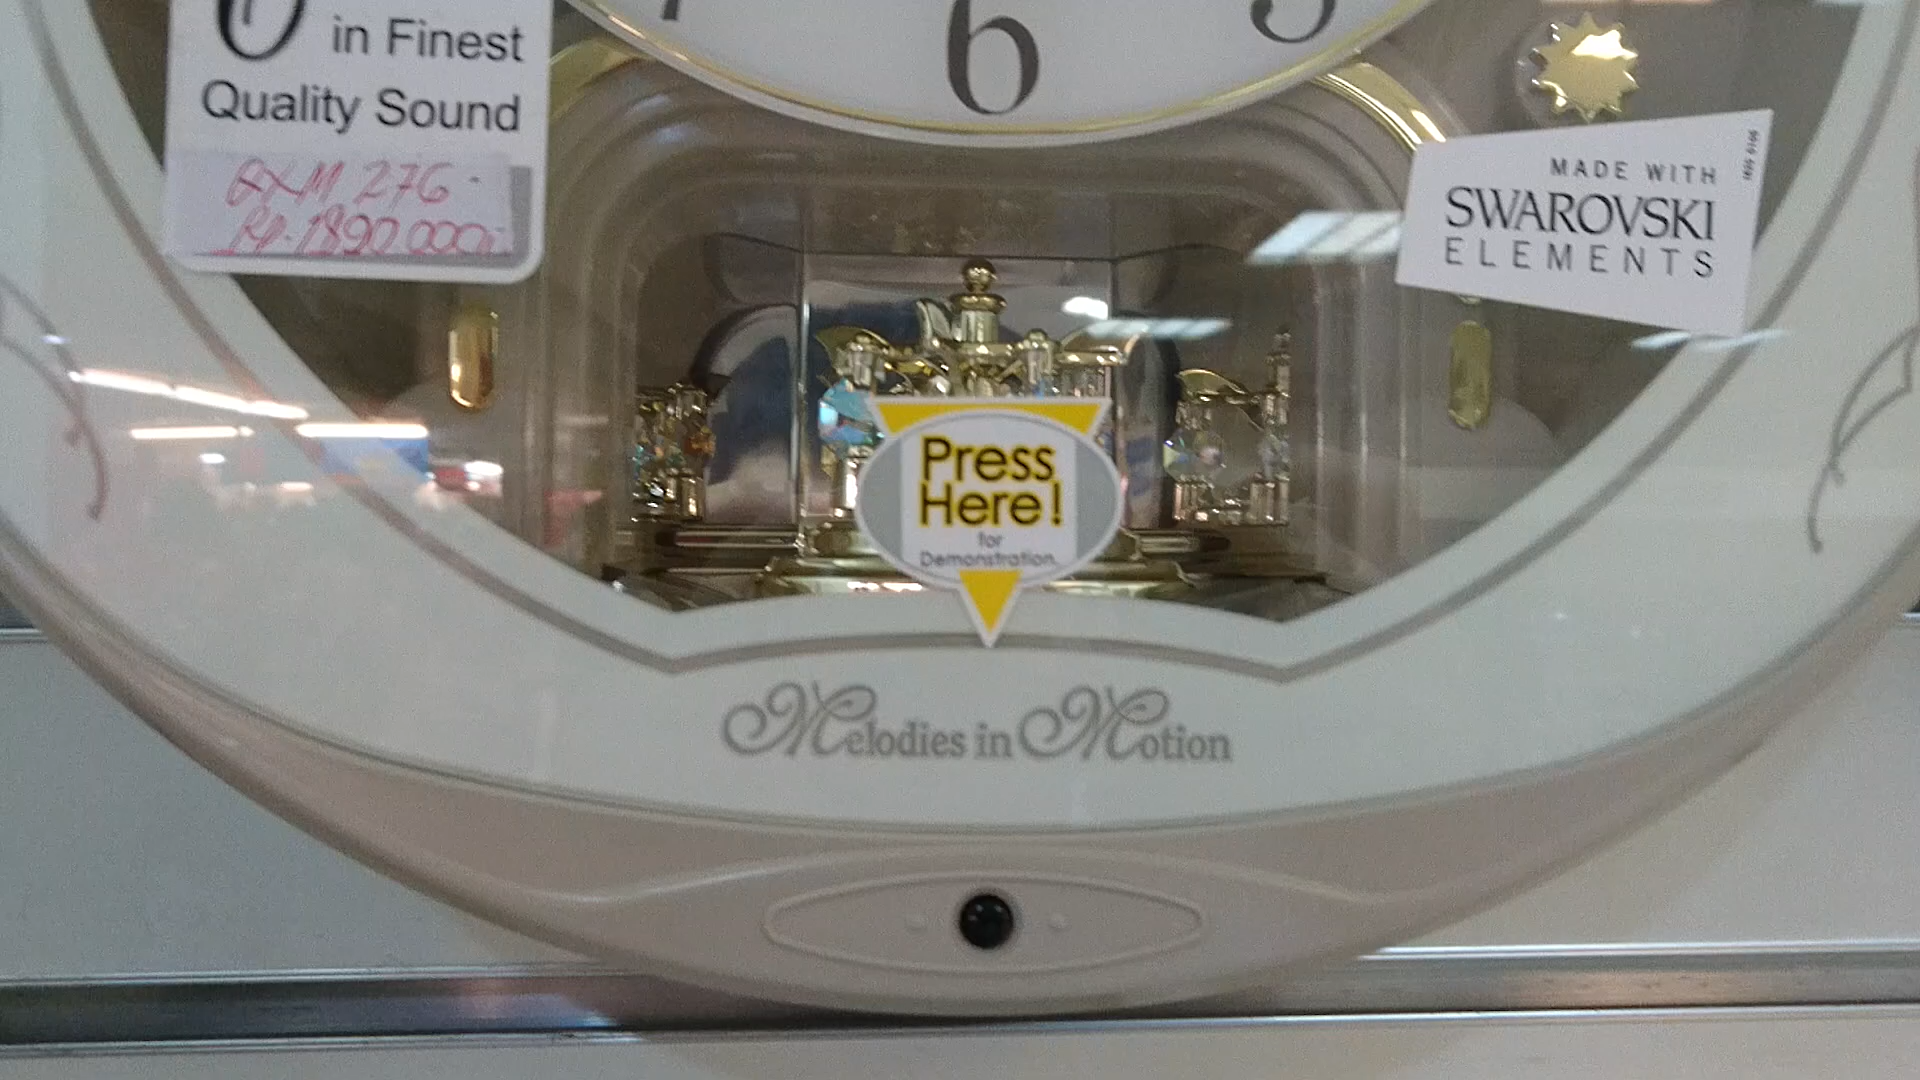 6
in Finest
Quality Sound
QXM 276 -
Rp. 1890.000,-
6
MADE WITH
SWAROVSKI
ELEMENTS
Press
Here!
for
Demonstration
Melodies in Motion